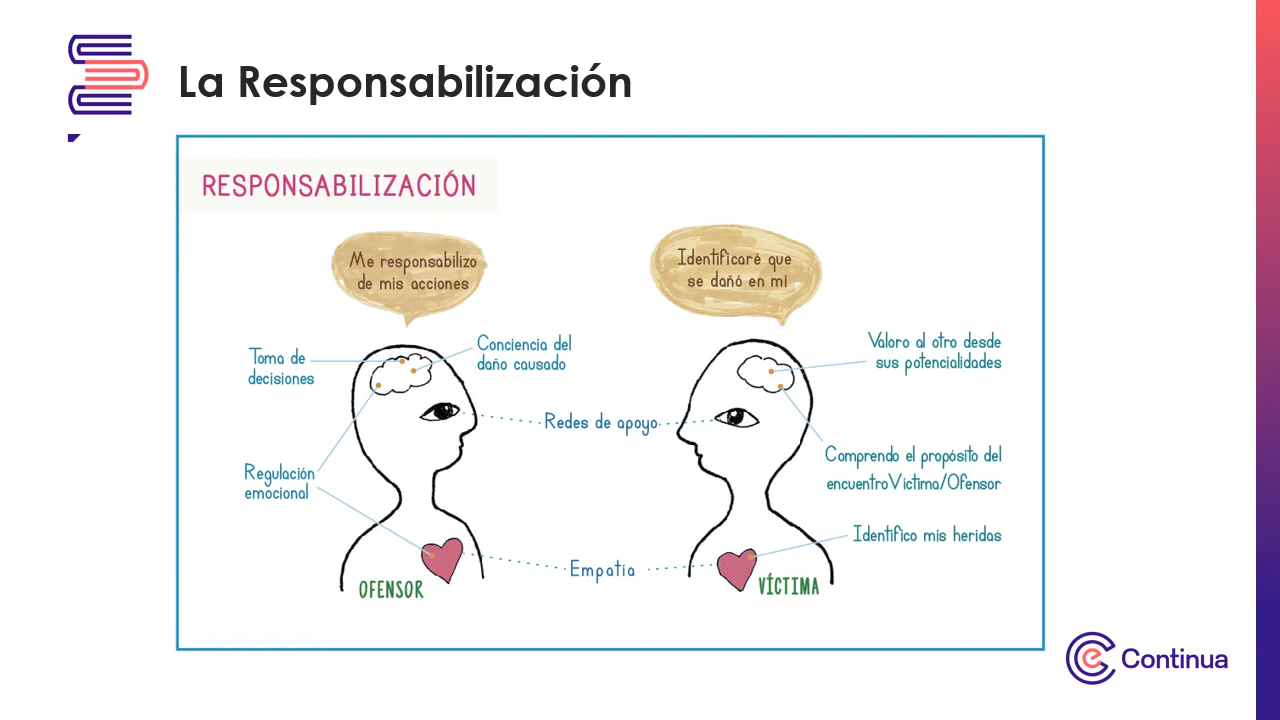 La Responsabilización
RESPONSABILIZACIÓN
Me responsabilizo
de mis acciones
Identificaré que
se dañó en mi
Toma de
decisiones
Conciencia del
daño causado
Valoro al otro desde
sus potencialidades
Redes de apoyo
Regulación
emocional
Comprendo el propósito del
encuentroVíctima/Ofensor
Identifico mis heridas
Empatía
OFENSOR
VÍCTIMA
Continua